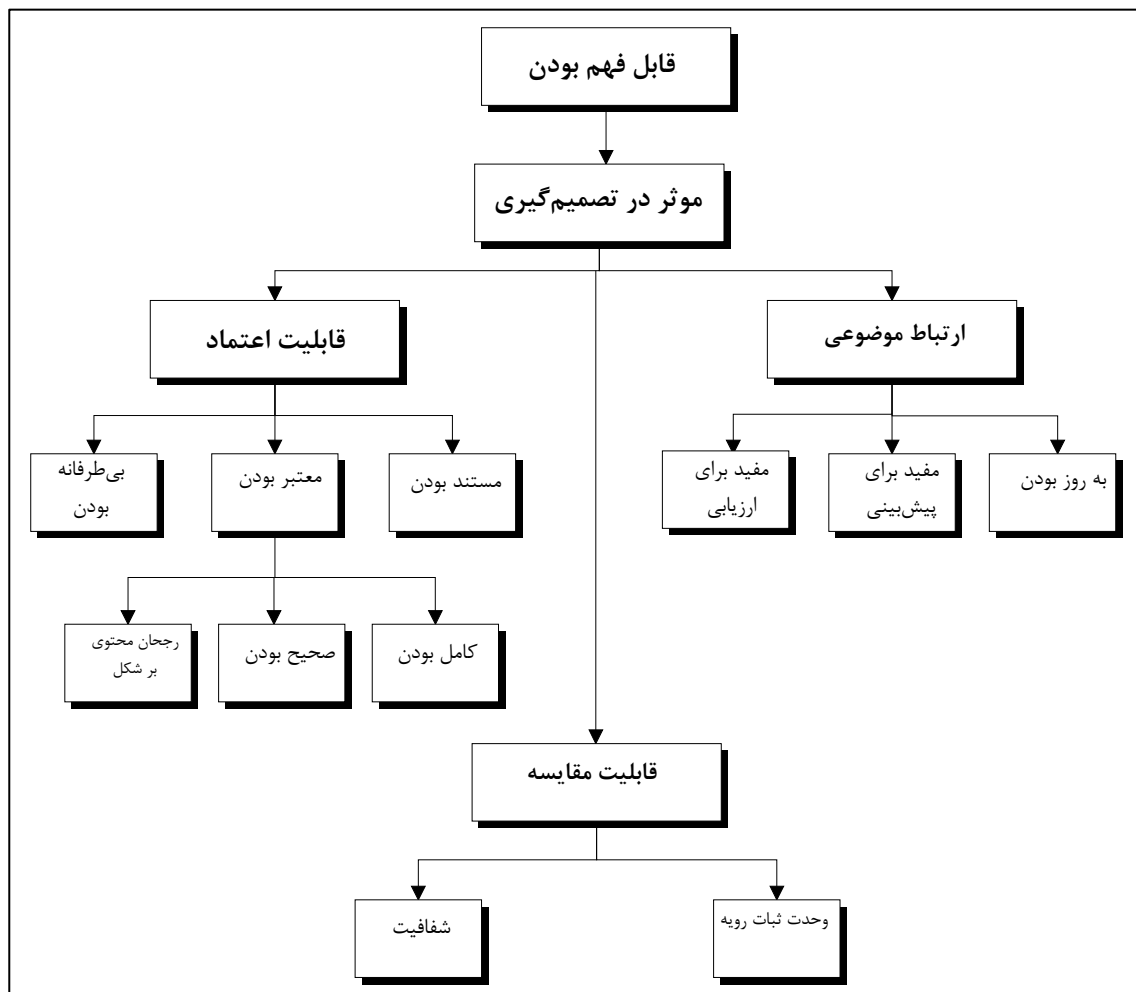 قابل فهم بودن
موثر در تصمیم‌گیری
ارتباط موضوعی
قابلیت اعتماد
به روز بودن
مفید برای
پیش‌بینی
مفید برای
ارزیابی
مستند بودن
معتبر بودن
بی‌طرفانه
بودن
کامل بودن
صحیح بودن
رجحان محتوی
بر شکل
قابلیت مقایسه
وحدت ثبات رویه
شفافیت